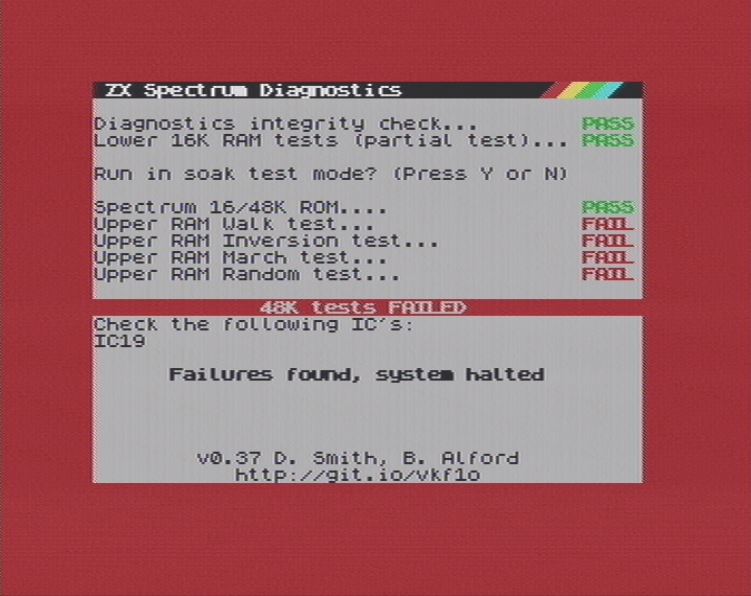 ZX Spectrum Diagnostics
Diagnostics integrity check... PASS
Lower 16K RAM tests (partial test)... PASS
Run in soak test mode? (Press Y or N)
Spectrum 16/48K ROM.... PASS
Upper RAM Walk test... FAIL
Upper RAM Inversion test... FAIL
Upper RAM March test... FAIL
Upper RAM Random test... FAIL
48K tests FAILED
Check the following IC's:
IC19
Failures found, system halted
v0.37 D. Smith, B. Alford
http://git.io/vkf1o